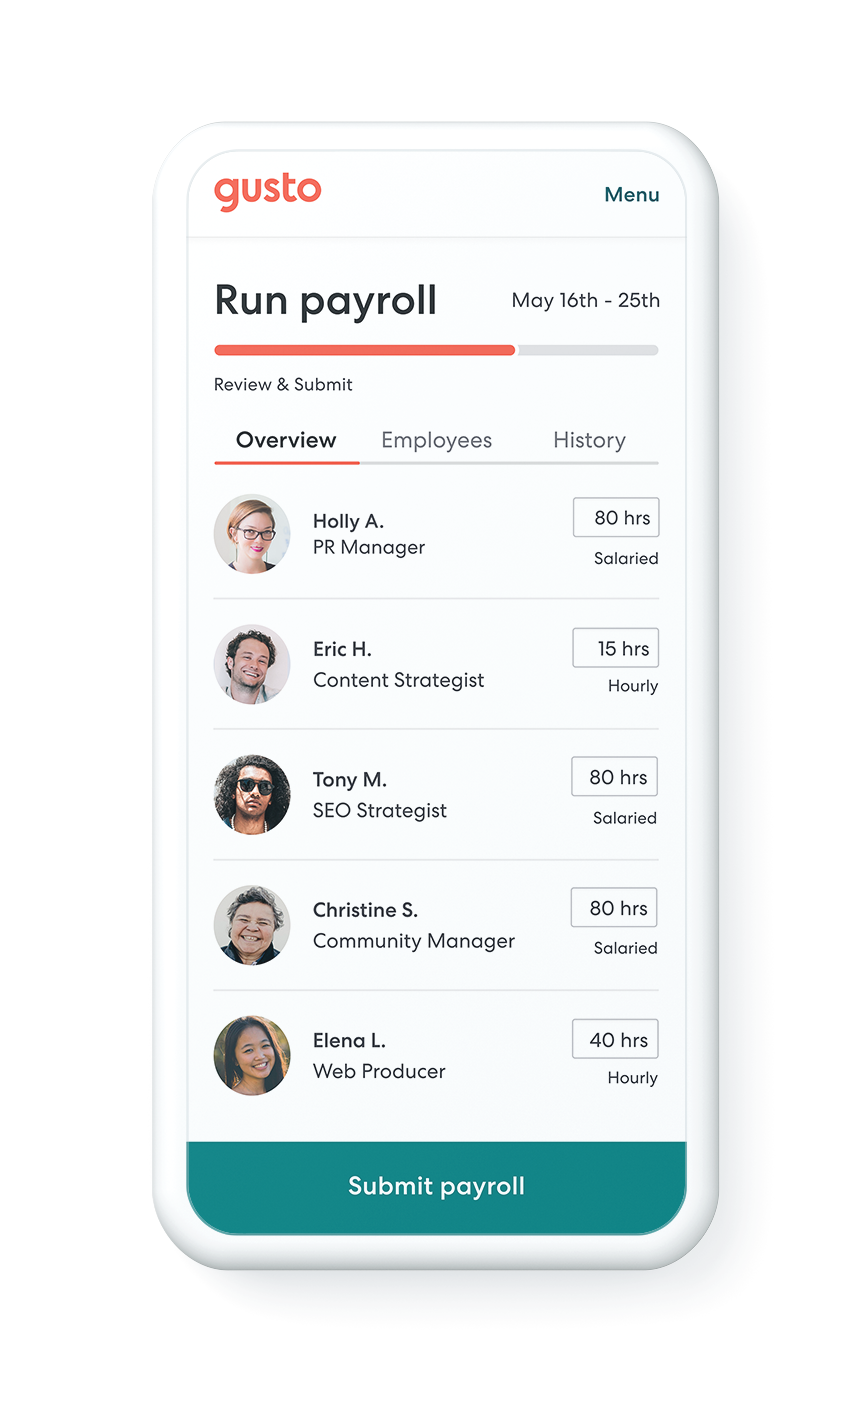 gusto
Menu
Run payroll
May 16th - 25th
Review & Submit
Overview
Employees
History
Holly A.
PR Manager
80 hrs
Salaried
Eric H.
Content Strategist
15 hrs
Hourly
Tony M.
SEO Strategist
80 hrs
Salaried
Christine S.
Community Manager
80 hrs
Salaried
Elena L.
Web Producer
40 hrs
Hourly
Submit payroll